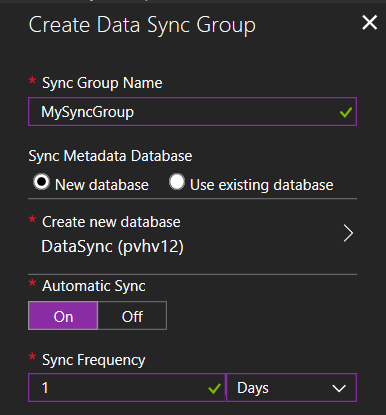 Create Data Sync Group
* Sync Group Name
MySyncGroup
Sync Metadata Database
New database Use existing database
* Create new database
DataSync (pvhv12)
* Automatic Sync
On Off
* Sync Frequency
1 Days